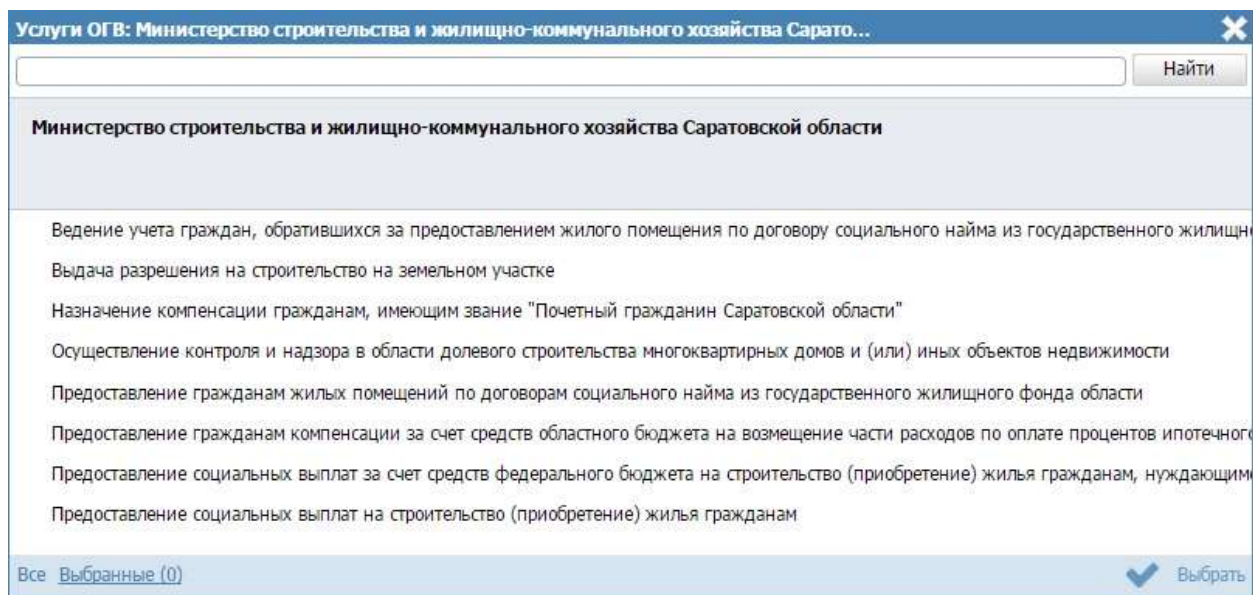 Услуги ОГВ: Министерство строительства и жилищно-коммунального хозяйства Сарато...
Найти
Министерство строительства и жилищно-коммунального хозяйства Саратовской области
Ведение учета граждан, обратившихся за предоставлением жилого помещения по договору социального найма из государственного жилищн
Выдача разрешения на строительство на земельном участке
Назначение компенсации гражданам, имеющим звание "Почетный гражданин Саратовской области"
Осуществление контроля и надзора в области долевого строительства многоквартирных домов и (или) иных объектов недвижимости
Предоставление гражданам жилых помещений по договорам социального найма из государственного жилищного фонда области
Предоставление гражданам компенсации за счет средств областного бюджета на возмещение части расходов по оплате процентов ипотечног
Предоставление социальных выплат за счет средств федерального бюджета на строительство (приобретение) жилья гражданам, нуждающим
Предоставление социальных выплат на строительство (приобретение) жилья гражданам
Все Выбранные (0) Выбрать